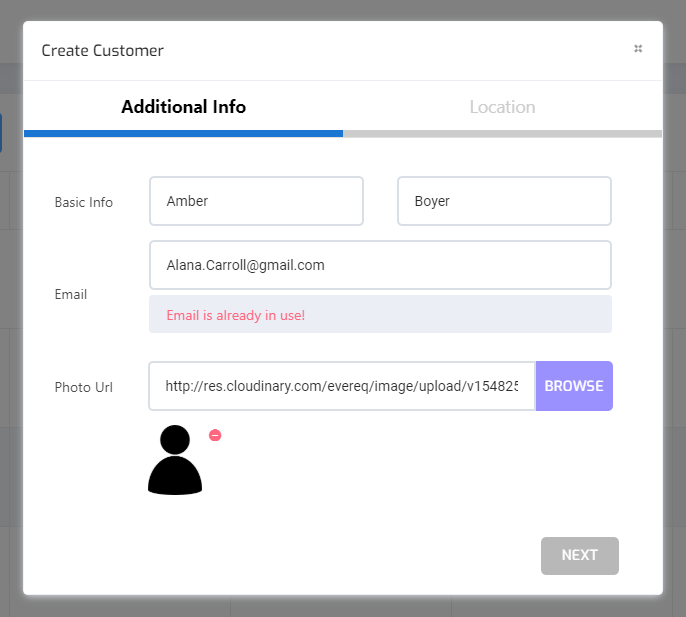 Create Customer
Additional Info
Location
Basic Info
Amber
Boyer
Email
Alana.Carroll@gmail.com
Email is already in use!
Photo Url
http://res.cloudinary.com/evereq/image/upload/v154825
BROWSE
NEXT